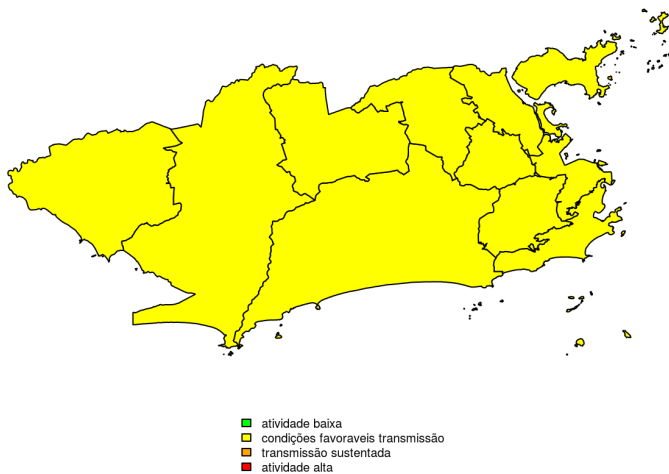 atividade baixa
condições favoraveis transmissão
transmissão sustentada
atividade alta